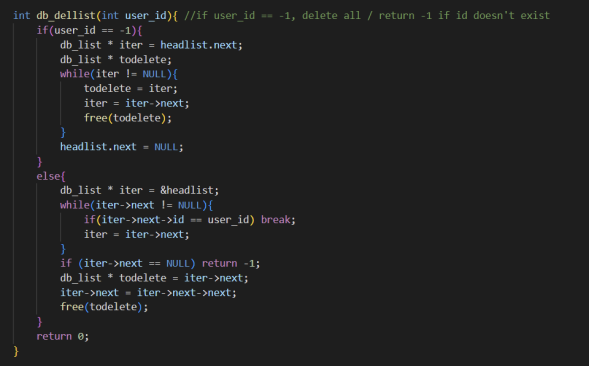 int db_dellist(int user_id){ //if user_id == -1, delete all / return -1 if id doesn't exist
    if(user_id == -1){
        db_list * iter = headlist.next;
        db_list * todelete;
        while(iter != NULL){
            todelete = iter;
            iter = iter->next;
            free(todelete);
        }
        headlist.next = NULL;
    }
    else{
        db_list * iter = &headlist;
        while(iter->next != NULL){
            if(iter->next->id == user_id) break;
            iter = iter->next;
        }
        if (iter->next == NULL) return -1;
        db_list * todelete = iter->next;
        iter->next = iter->next->next;
        free(todelete);
    }
    return 0;
}